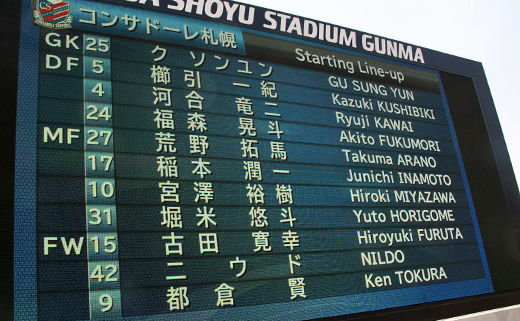 SHOYU STADIUM GUNMA
コンサドーレ札幌
Starting Line-up
GK 25 ク ソンユン GU SUNG YUN
DF 5 櫛引一紀 Kazuki KUSHIBIKI
4 河合竜二 Ryuji KAWAI
24 福森晃斗 Akito FUKUMORI
MF 27 荒野拓馬 Takuma ARANO
17 稲本潤一 Junichi INAMOTO
10 宮澤裕樹 Hiroki MIYAZAWA
31 堀米悠斗 Yuto HORIGOME
FW 15 古田寛幸 Hiroyuki FURUTA
42 ニウド NILDO
9 都倉賢 Ken TOKURA